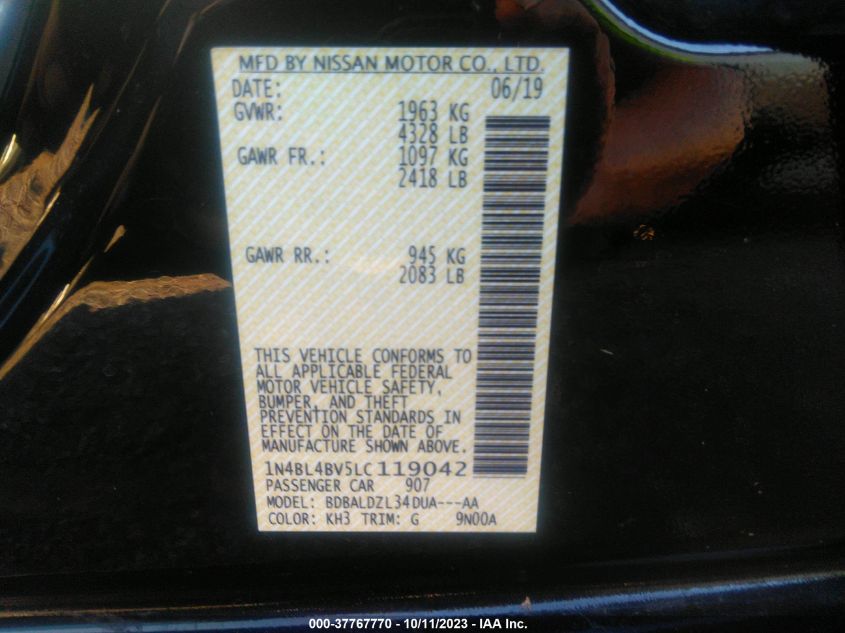 MFD BY NISSAN MOTOR CO., LTD.
DATE: 06/19
GVWR: 1963 KG
4328 LB
GAWR FR.: 1097 KG
2418 LB
GAWR RR.: 945 KG
2083 LB
THIS VEHICLE CONFORMS TO
ALL APPLICABLE FEDERAL
MOTOR VEHICLE SAFETY,
BUMPER, AND THEFT
PREVENTION STANDARDS IN
EFFECT ON THE DATE OF
MANUFACTURE SHOWN ABOVE.
1N4BL4BV5LC119042
PASSENGER CAR 907
MODEL: BDBALDZL34DUA---AA
COLOR: KH3 TRIM: G 9N00A
000-37767770 - 10/11/2023 - IAA Inc.